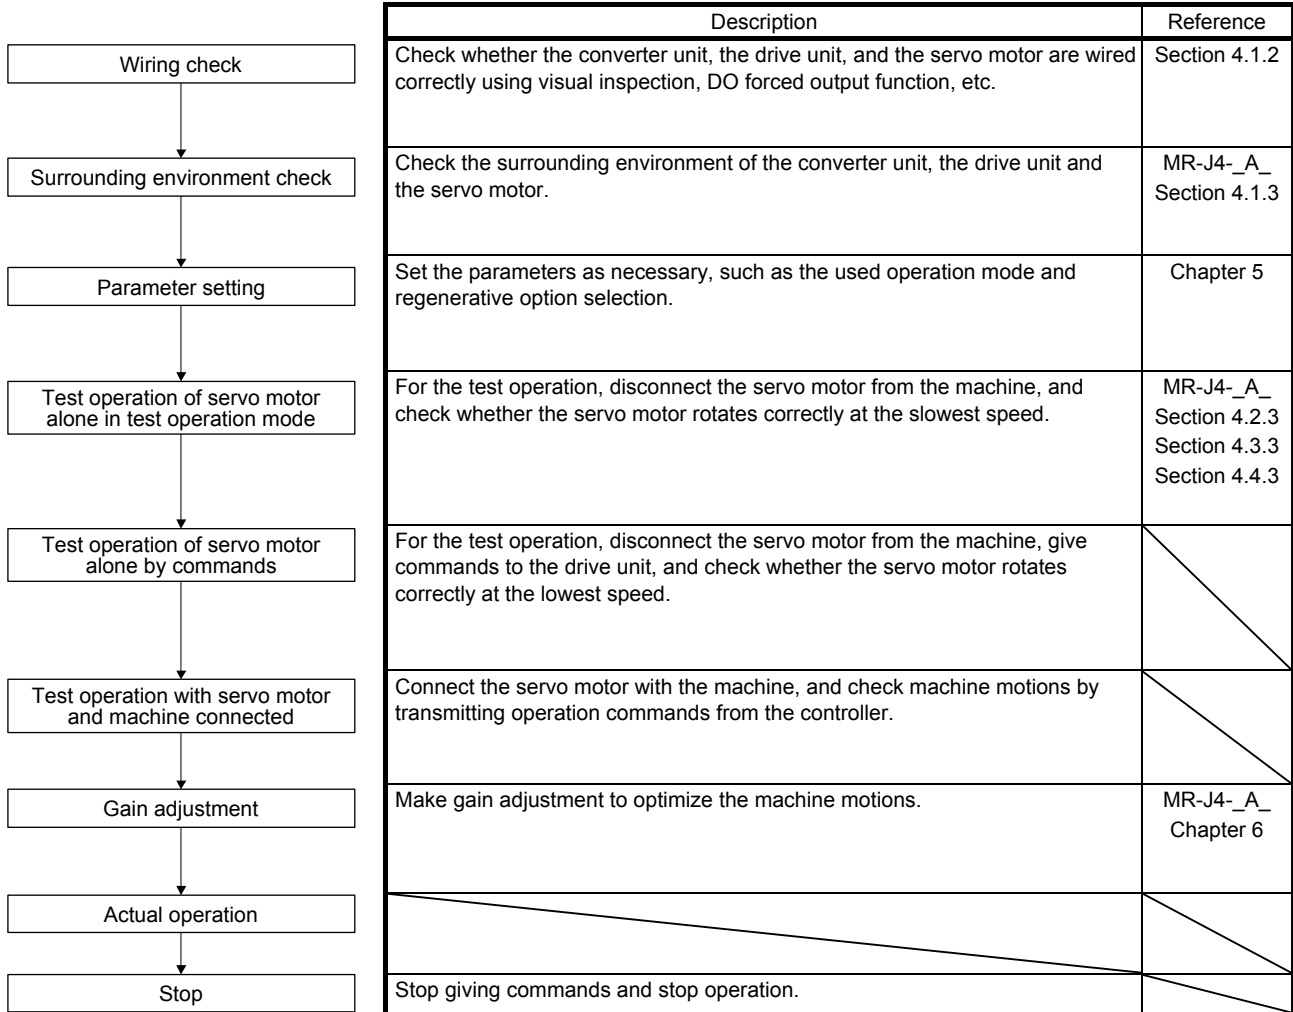 Description Reference
Wiring check
Check whether the converter unit, the drive unit, and the servo motor are wired
correctly using visual inspection, DO forced output function, etc.
Section 4.1.2
Surrounding environment check
Check the surrounding environment of the converter unit, the drive unit and
the servo motor.
MR-J4-_A_
Section 4.1.3
Parameter setting
Set the parameters as necessary, such as the used operation mode and
regenerative option selection.
Chapter 5
Test operation of servo motor
alone in test operation mode
For the test operation, disconnect the servo motor from the machine, and
check whether the servo motor rotates correctly at the slowest speed.
MR-J4-_A_
Section 4.2.3
Section 4.3.3
Section 4.4.3
Test operation of servo motor
alone by commands
For the test operation, disconnect the servo motor from the machine, give
commands to the drive unit, and check whether the servo motor rotates
correctly at the lowest speed.
Test operation with servo motor
and machine connected
Connect the servo motor with the machine, and check machine motions by
transmitting operation commands from the controller.
Gain adjustment
Make gain adjustment to optimize the machine motions.
MR-J4-_A_
Chapter 6
Actual operation
Stop
Stop giving commands and stop operation.